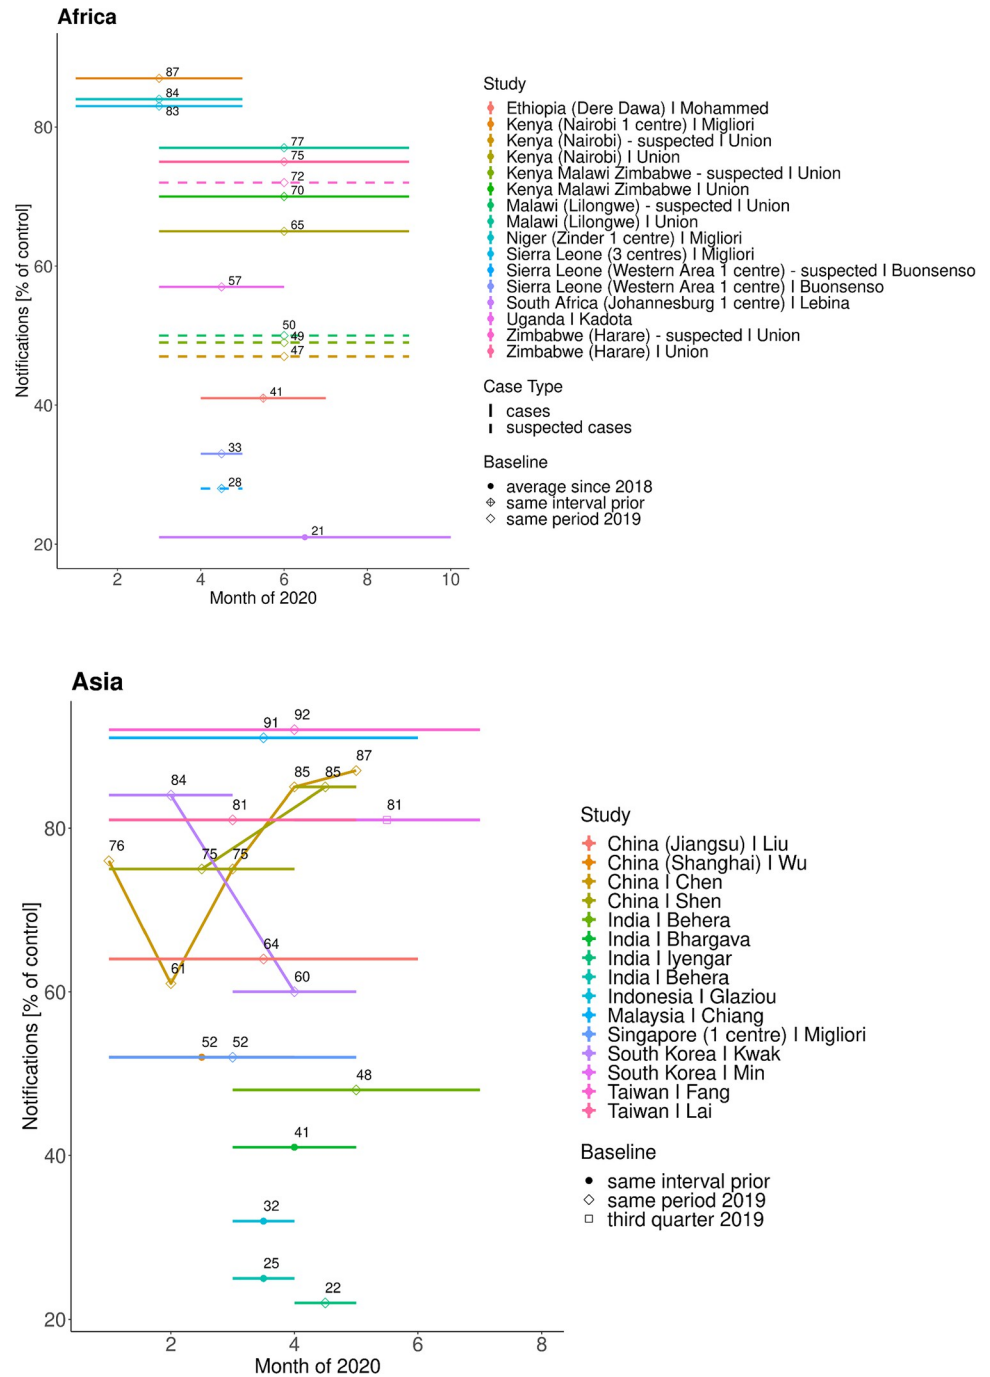 Africa
87
84
83
77
75
72
70
65
57
50
49
47
41
33
28
21
80
60
40
20
2
4
6
8
10
Notifications [% of control]
Month of 2020
Study
Ethiopia (Dere Dawa) I Mohammed
Kenya (Nairobi 1 centre) I Migliori
Kenya (Nairobi) - suspected I Union
Kenya (Nairobi) I Union
Kenya Malawi Zimbabwe - suspected I Union
Kenya Malawi Zimbabwe I Union
Malawi (Lilongwe) - suspected I Union
Malawi (Lilongwe) I Union
Niger (Zinder 1 centre) I Migliori
Sierra Leone (3 centres) I Migliori
Sierra Leone (Western Area 1 centre) - suspected I Buonsenso
Sierra Leone (Western Area 1 centre) I Buonsenso
South Africa (Johannesburg 1 centre) I Lebina
Uganda I Kadota
Zimbabwe (Harare) - suspected I Union
Zimbabwe (Harare) I Union
Case Type
cases
suspected cases
Baseline
average since 2018
same interval prior
same period 2019
Asia
92
91
87
85 85
84
81 81
76
75 75
64
61
60
52 52
48
41
32
25
22
80
60
40
20
2
4
6
8
Notifications [% of control]
Month of 2020
Study
China (Jiangsu) I Liu
China (Shanghai) I Wu
China I Chen
China I Shen
India I Behera
India I Bhargava
India I Iyengar
India I Behera
Indonesia I Glaziou
Malaysia I Chiang
Singapore (1 centre) I Migliori
South Korea I Kwak
South Korea I Min
Taiwan I Fang
Taiwan I Lai
Baseline
same interval prior
same period 2019
third quarter 2019